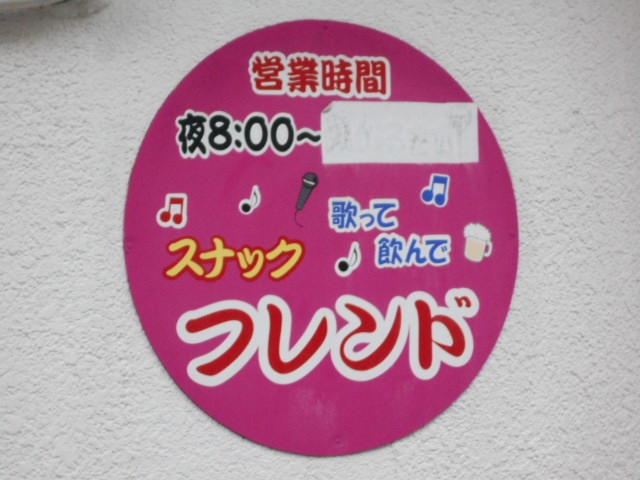 営業時間
夜8:00～
歌って
飲んで
スナック
フレンド